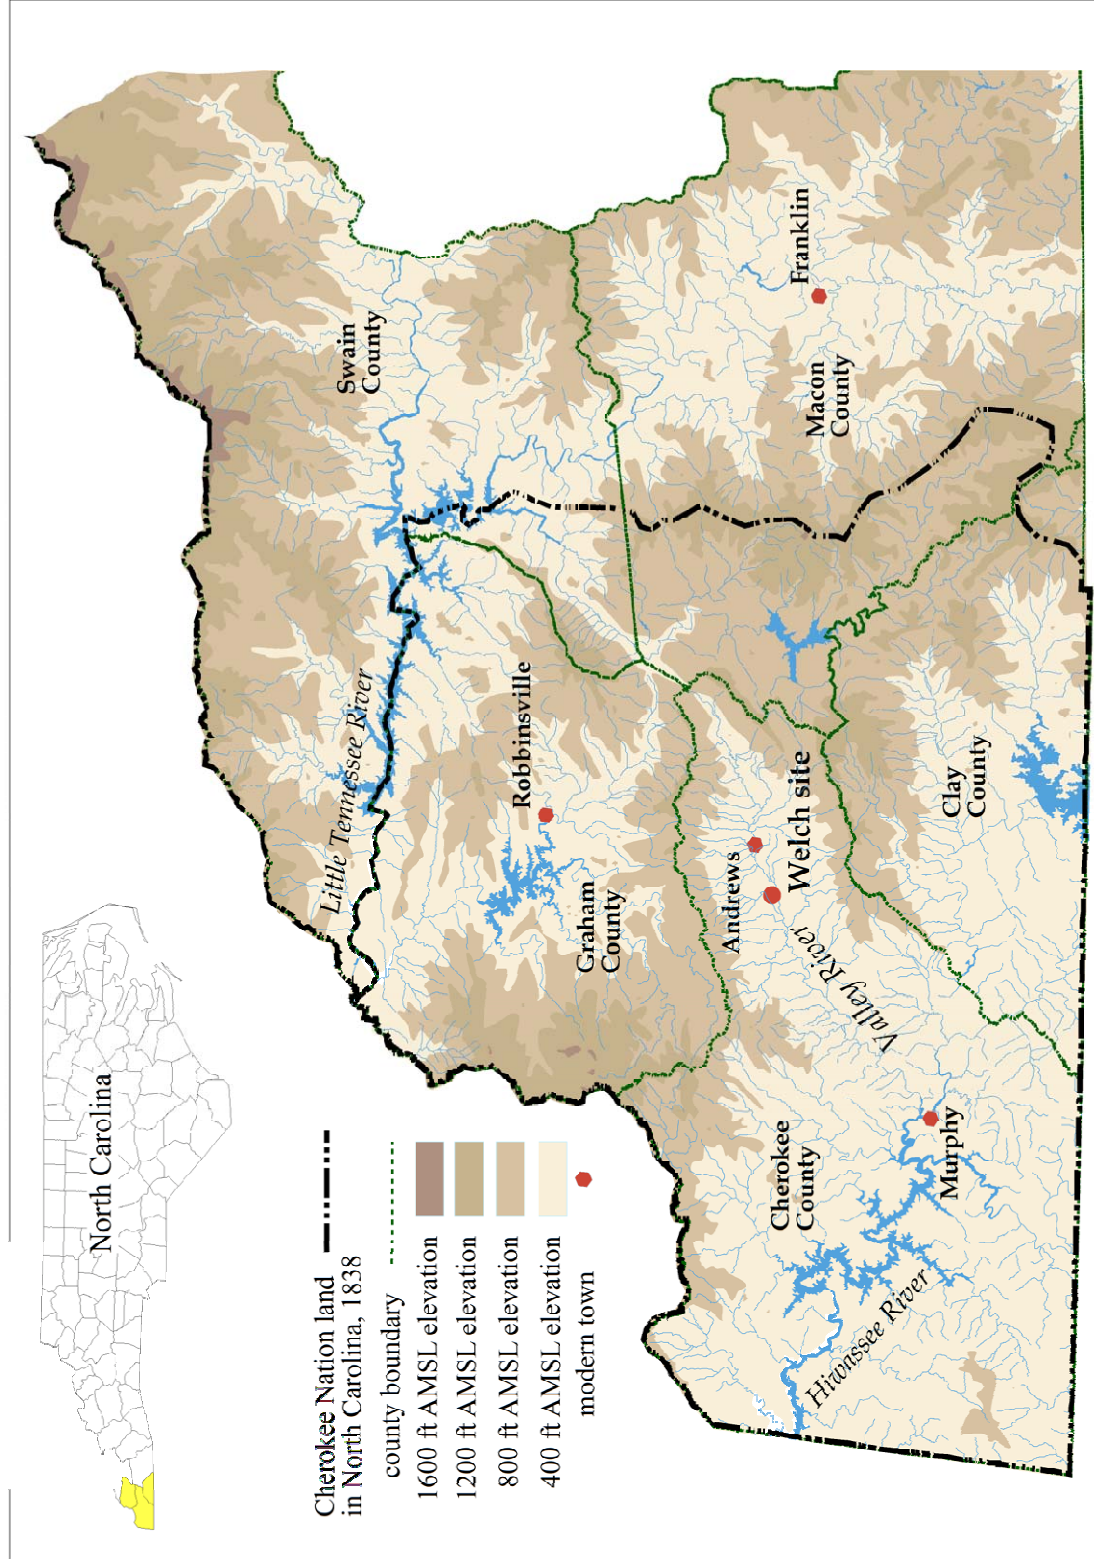 North Carolina
Cherokee Nation land
in North Carolina, 1838
county boundary
1600 ft AMSL elevation
1200 ft AMSL elevation
800 ft AMSL elevation
400 ft AMSL elevation
modern town
Little Tennessee River
Swain
County
Robbinsville
Graham
County
Franklin
Macon
County
Andrews
Welch site
Valley River
Clay
County
Cherokee
County
Murphy
Hiwassee River